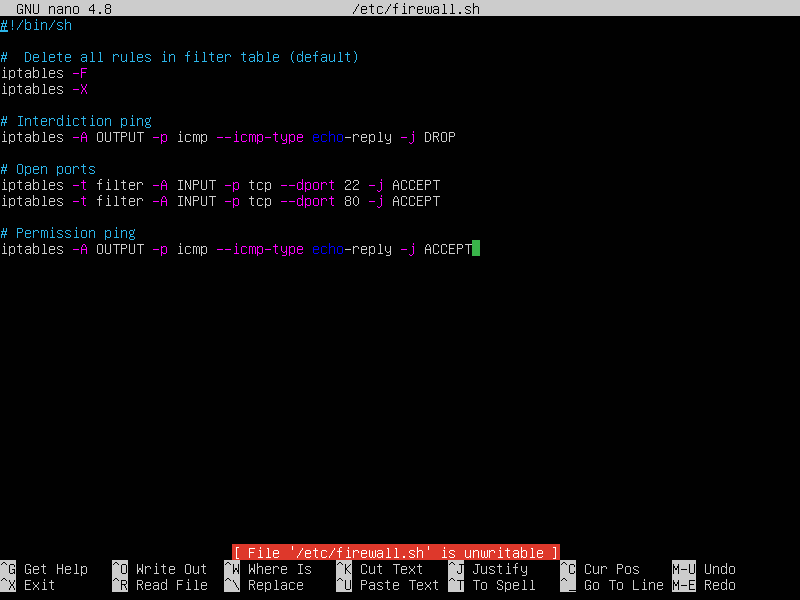 GNU nano 4.8 /etc/firewall.sh
#!/bin/sh
#  Delete all rules in filter table (default)
iptables -F
iptables -X
# Interdiction ping
iptables -A OUTPUT -p icmp --icmp-type echo-reply -j DROP
# Open ports
iptables -t filter -A INPUT -p tcp --dport 22 -j ACCEPT
iptables -t filter -A INPUT -p tcp --dport 80 -j ACCEPT
# Permission ping
iptables -A OUTPUT -p icmp --icmp-type echo-reply -j ACCEPT
[ File '/etc/firewall.sh' is unwritable ]
^G Get Help ^O Write Out ^W Where Is ^K Cut Text ^J Justify ^C Cur Pos M-U Undo
^X Exit ^R Read File ^\ Replace ^U Paste Text ^T To Spell ^_ Go To Line M-E Redo